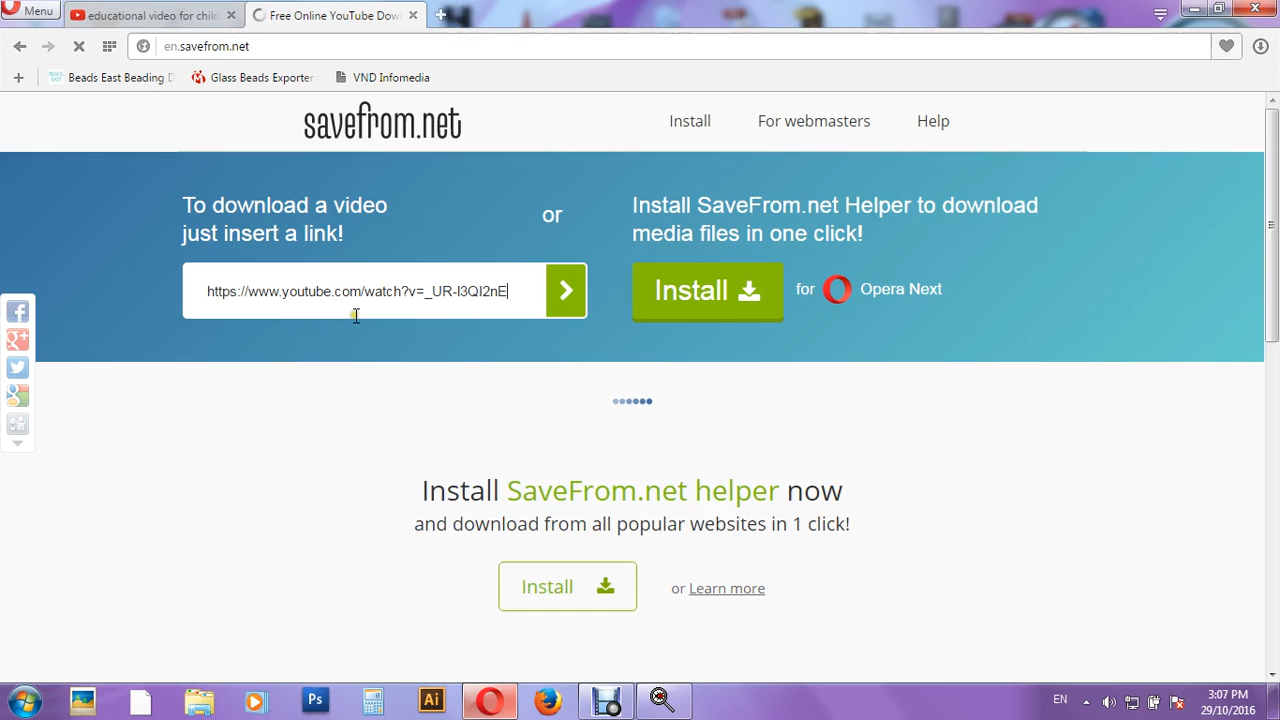 Menu
educational video for child
Free Online YouTube Dow
en.savefrom.net
Beads East Beading D
Glass Beads Exporter
VND Infomedia
savefrom.net
Install
For webmasters
Help
To download a video
just insert a link!
or
Install SaveFrom.net Helper to download
media files in one click!
https://www.youtube.com/watch?v=_UR-I3QI2nE
Install
for
Opera Next
Install SaveFrom.net helper now
and download from all popular websites in 1 click!
Install
or Learn more
Ps
Ai
EN
3:07 PM
29/10/2016